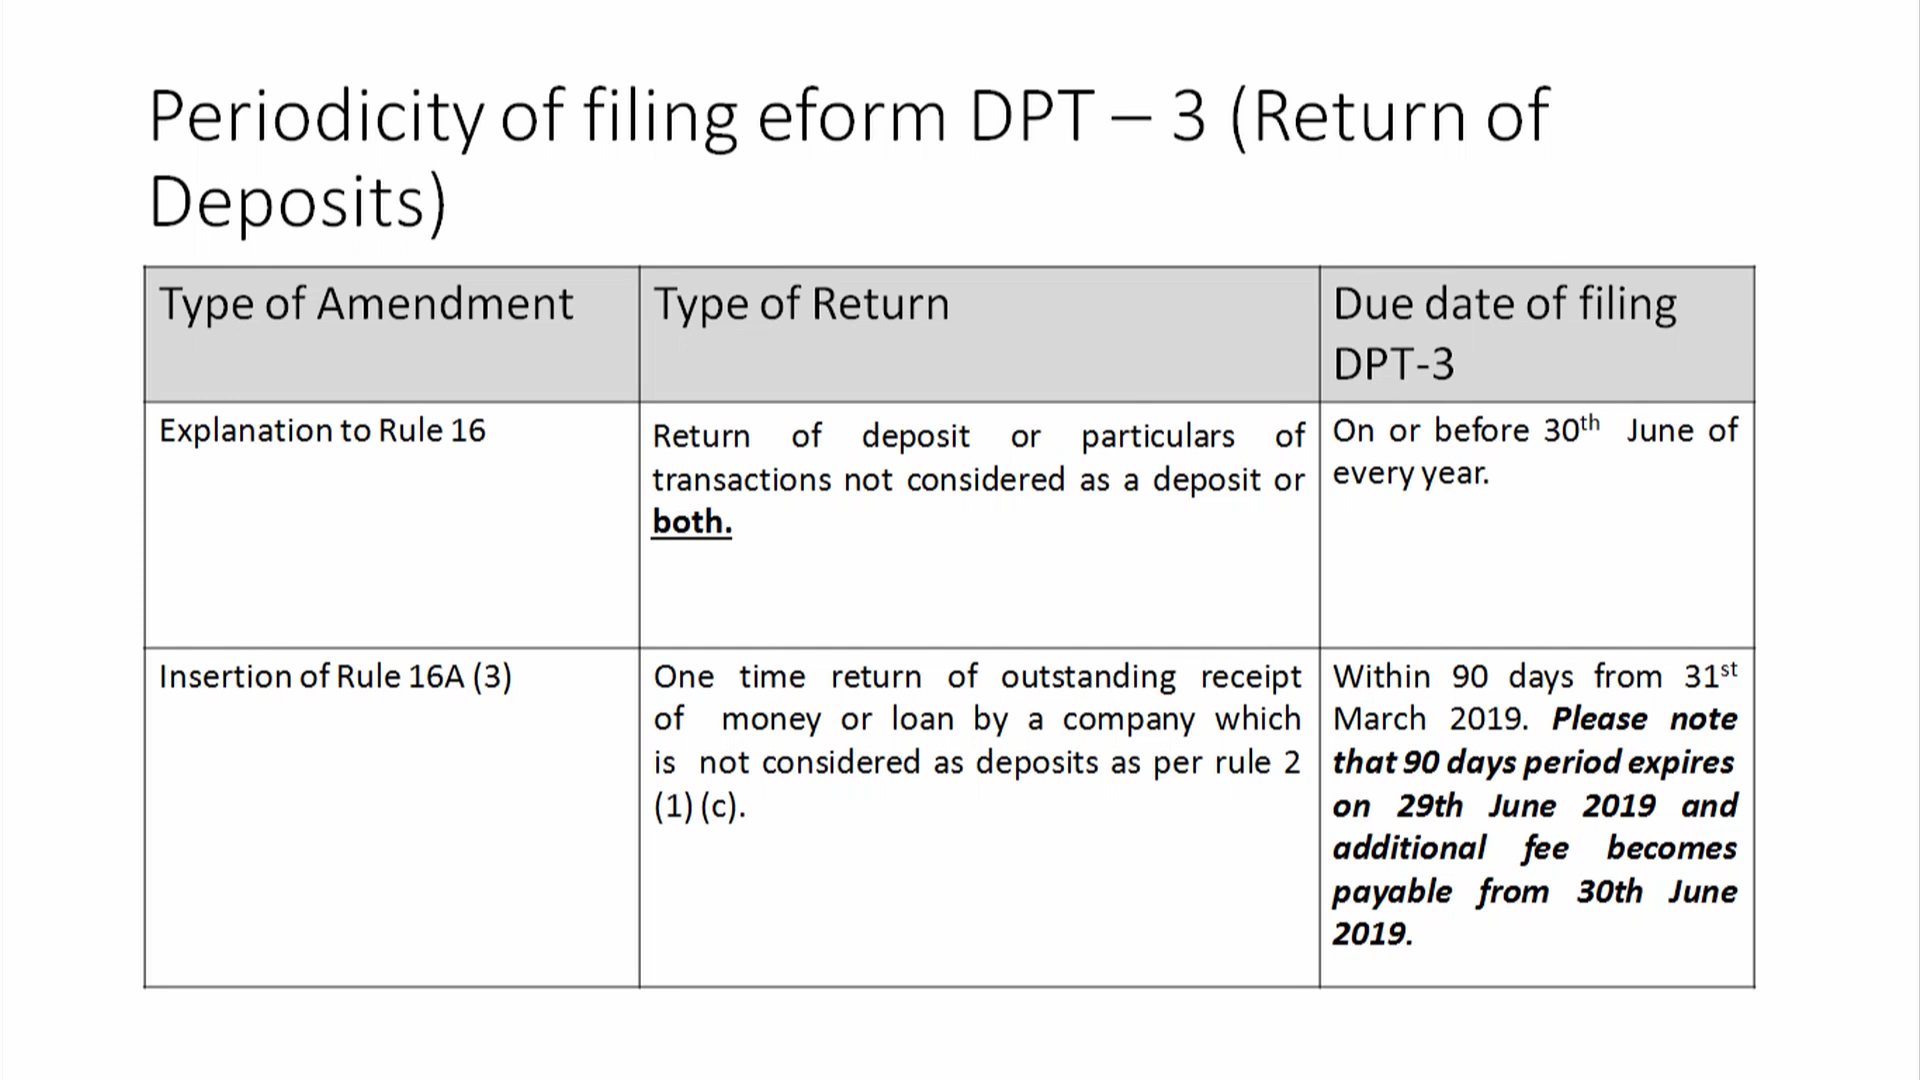 Periodicity of filing eform DPT – 3 (Return of
Deposits)
Type of Amendment
Type of Return
Due date of filing
DPT-3
Explanation to Rule 16
Return of deposit or particulars of
transactions not considered as a deposit or
both.
On or before 30th June of
every year.
Insertion of Rule 16A (3)
One time return of outstanding receipt
of money or loan by a company which
is not considered as deposits as per rule 2
(1) (c).
Within 90 days from 31st
March 2019. Please note
that 90 days period expires
on 29th June 2019 and
additional fee becomes
payable from 30th June
2019.